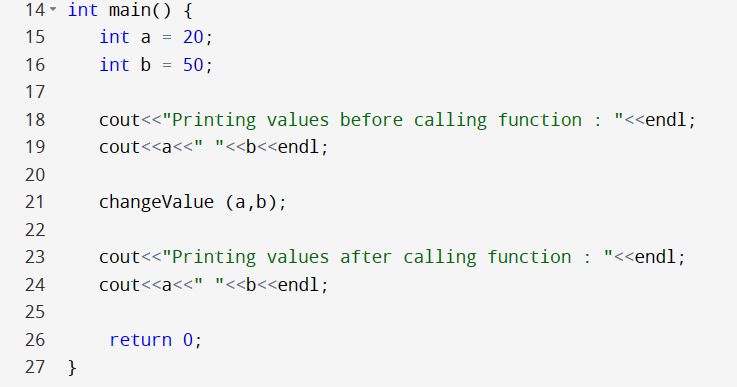 14 int main() {
15 int a = 20;
16 int b = 50;
17
18 cout<<"Printing values before calling function : "<<endl;
19 cout<<a<<" "<<b<<endl;
20
21 changeValue (a,b);
22
23 cout<<"Printing values after calling function : "<<endl;
24 cout<<a<<" "<<b<<endl;
25
26 return 0;
27 }